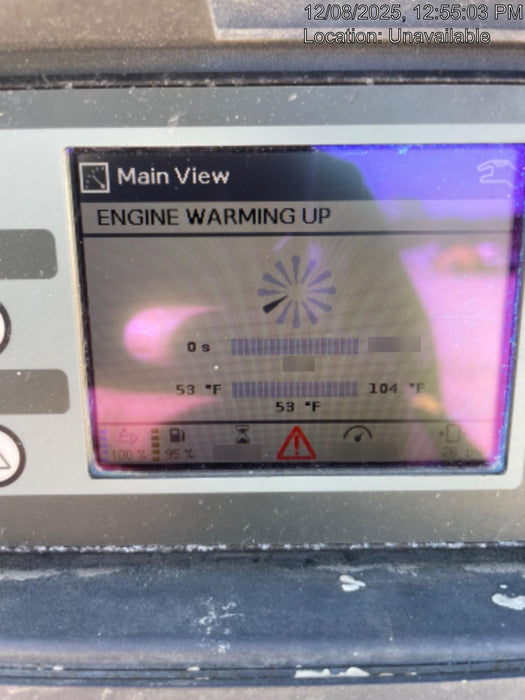 12/08/2025, 12:55:03 PM
Location: Unavailable
Main View
ENGINE WARMING UP
0 s
53 °F 104 °F
53 °F
100 % 95 % 26